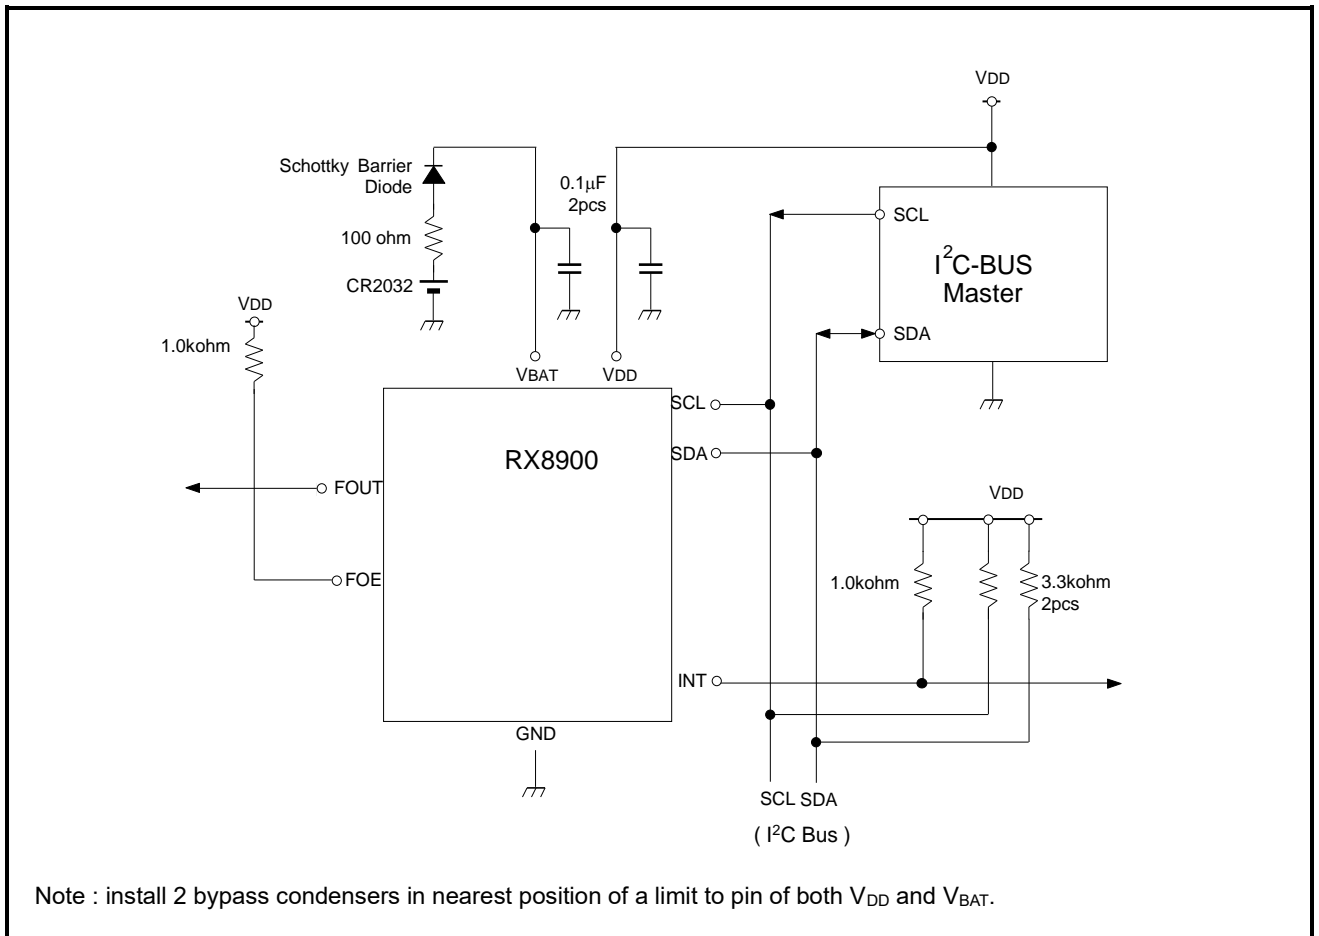 VDD
Schottky Barrier
Diode
0.1μF
2pcs
SCL
100 ohm
I²C-BUS
Master
CR2032
VDD
SDA
1.0kohm
VBAT
VDD
SCL
SDA
RX8900
FOUT
VDD
FOE
1.0kohm
3.3kohm
2pcs
INT
GND
SCL SDA
( I²C Bus )
Note : install 2 bypass condensers in nearest position of a limit to pin of both VDD and VBAT.